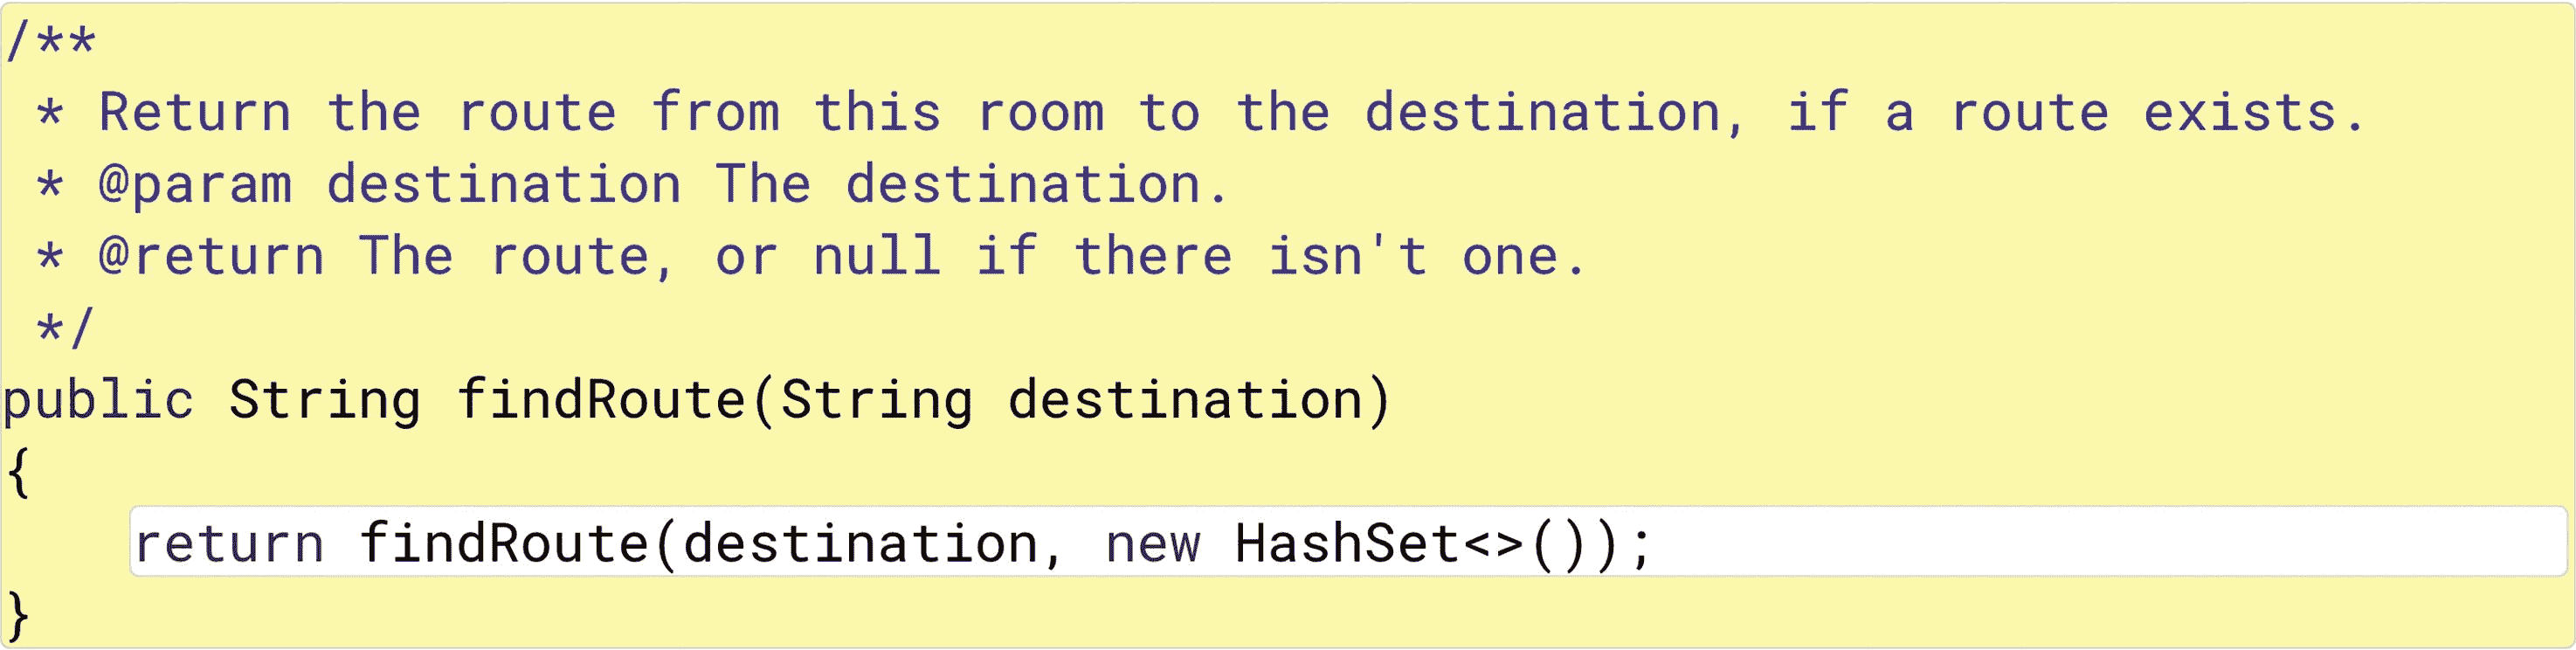 /**
 * Return the route from this room to the destination, if a route exists.
 * @param destination The destination.
 * @return The route, or null if there isn't one.
 */
public String findRoute(String destination)
{
    return findRoute(destination, new HashSet<>());
}